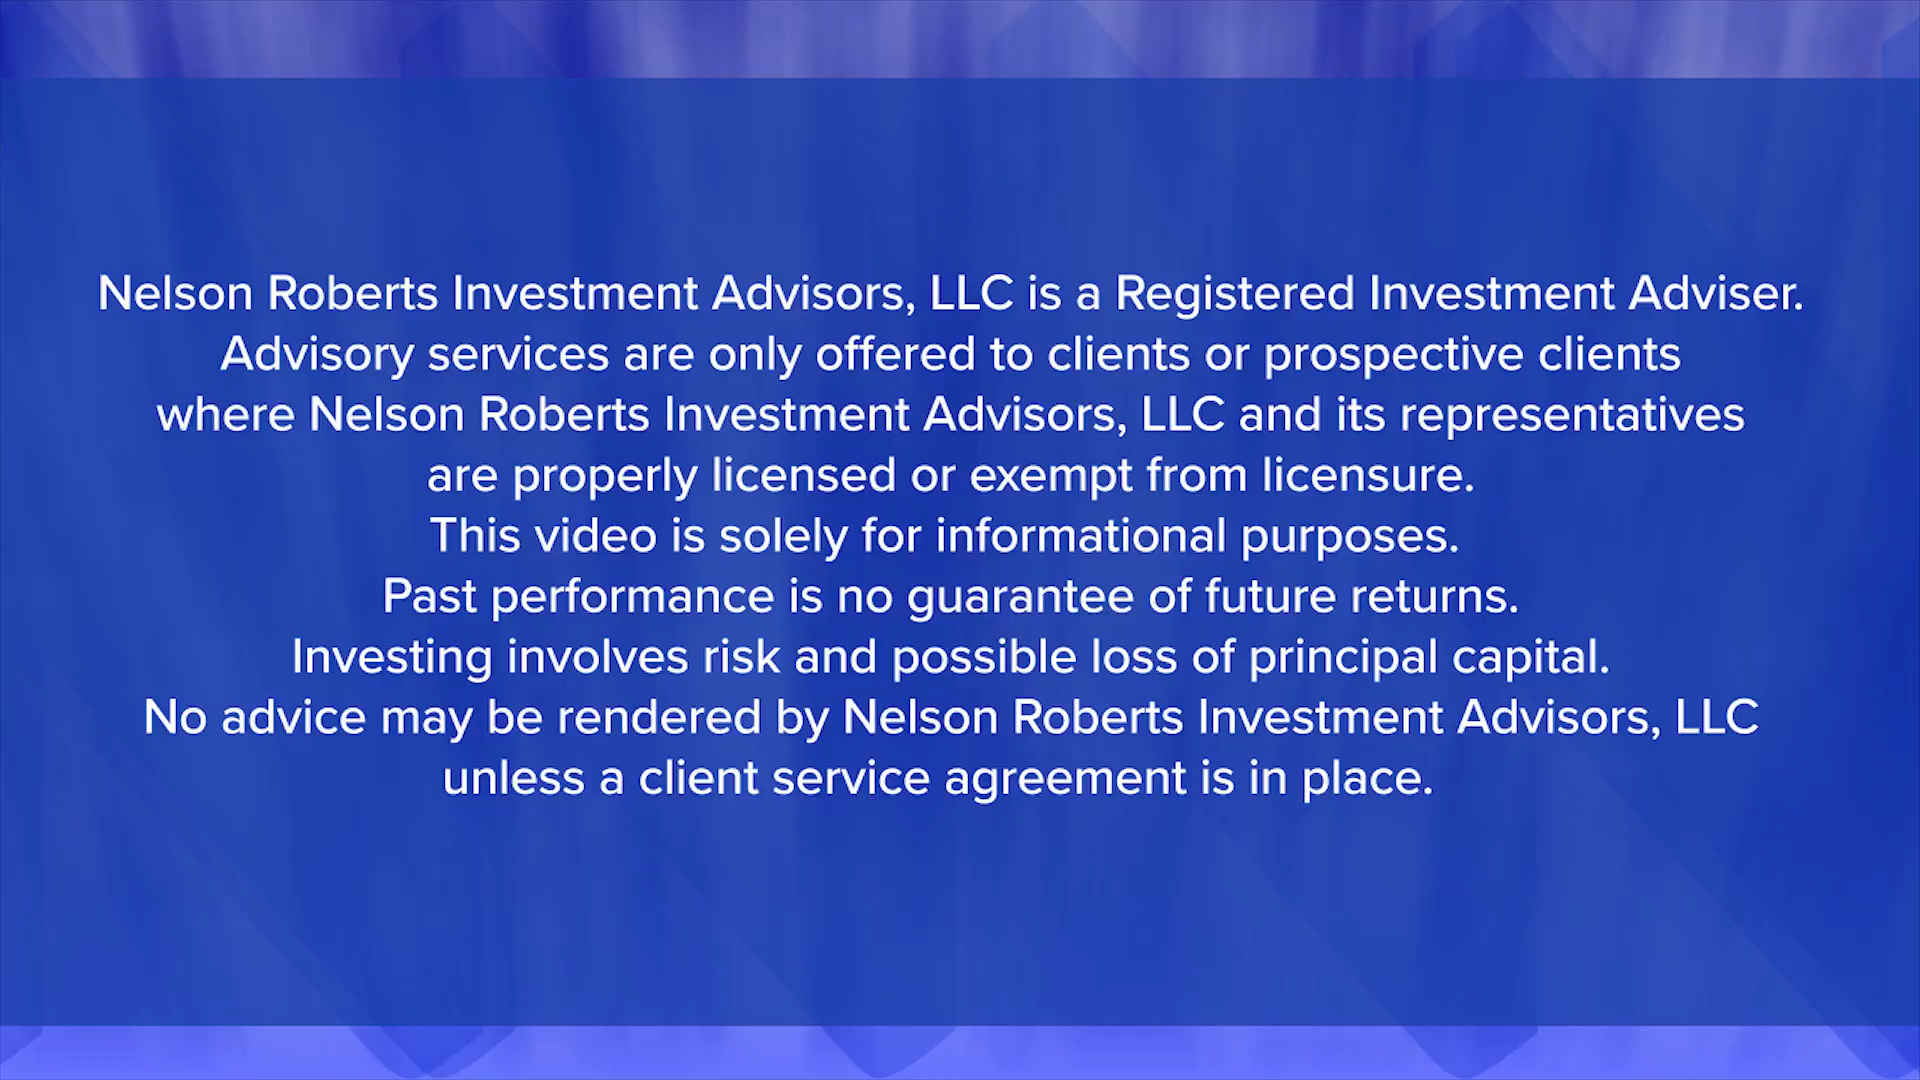 Nelson Roberts Investment Advisors, LLC is a Registered Investment Adviser.
Advisory services are only offered to clients or prospective clients
where Nelson Roberts Investment Advisors, LLC and its representatives
are properly licensed or exempt from licensure.
This video is solely for informational purposes.
Past performance is no guarantee of future returns.
Investing involves risk and possible loss of principal capital.
No advice may be rendered by Nelson Roberts Investment Advisors, LLC
unless a client service agreement is in place.